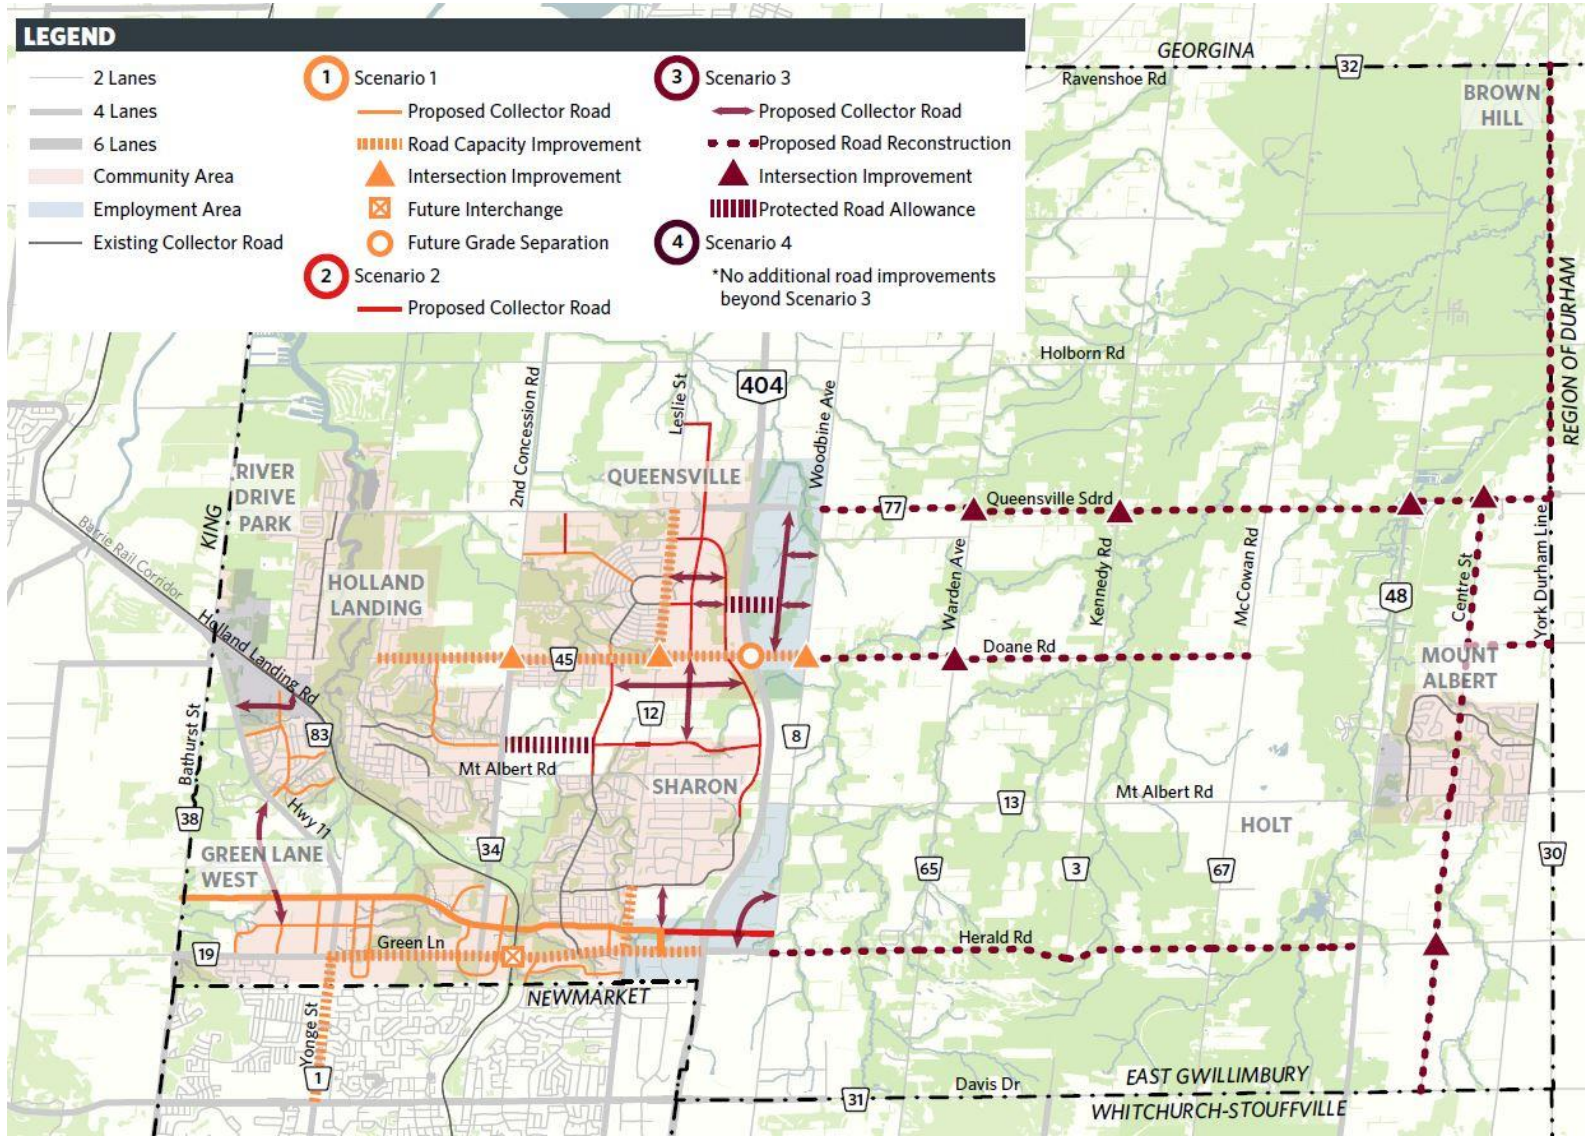 LEGEND
2 Lanes
4 Lanes
6 Lanes
Community Area
Employment Area
Existing Collector Road
1 Scenario 1
Proposed Collector Road
Road Capacity Improvement
Intersection Improvement
Future Interchange
Future Grade Separation
2 Scenario 2
Proposed Collector Road
3 Scenario 3
Proposed Collector Road
Proposed Road Reconstruction
Intersection Improvement
Protected Road Allowance
4 Scenario 4
*No additional road improvements
beyond Scenario 3
GEORGINA
32
Ravenshoe Rd
BROWN
HILL
REGION OF DURHAM
Holborn Rd
404
Leslie St
2nd Concession Rd
Woodbine Ave
QUEENSVILLE
RIVER
DRIVE
PARK
KING
77
Queensville Sdrd
Barrie Rail Corridor
HOLLAND
LANDING
Warden Ave
Kennedy Rd
McCowan Rd
48
Centre St
York Durham Line
Holland Landing Rd
45
Doane Rd
MOUNT
ALBERT
12
83
8
Bathurst St
Mt Albert Rd
SHARON
13
Mt Albert Rd
38
Hwy 11
HOLT
GREEN LANE
WEST
34
65
3
67
30
19
Green Ln
Herald Rd
NEWMARKET
Yonge St
1
31
Davis Dr
EAST GWILLIMBURY
WHITCHURCH-STOUFFVILLE